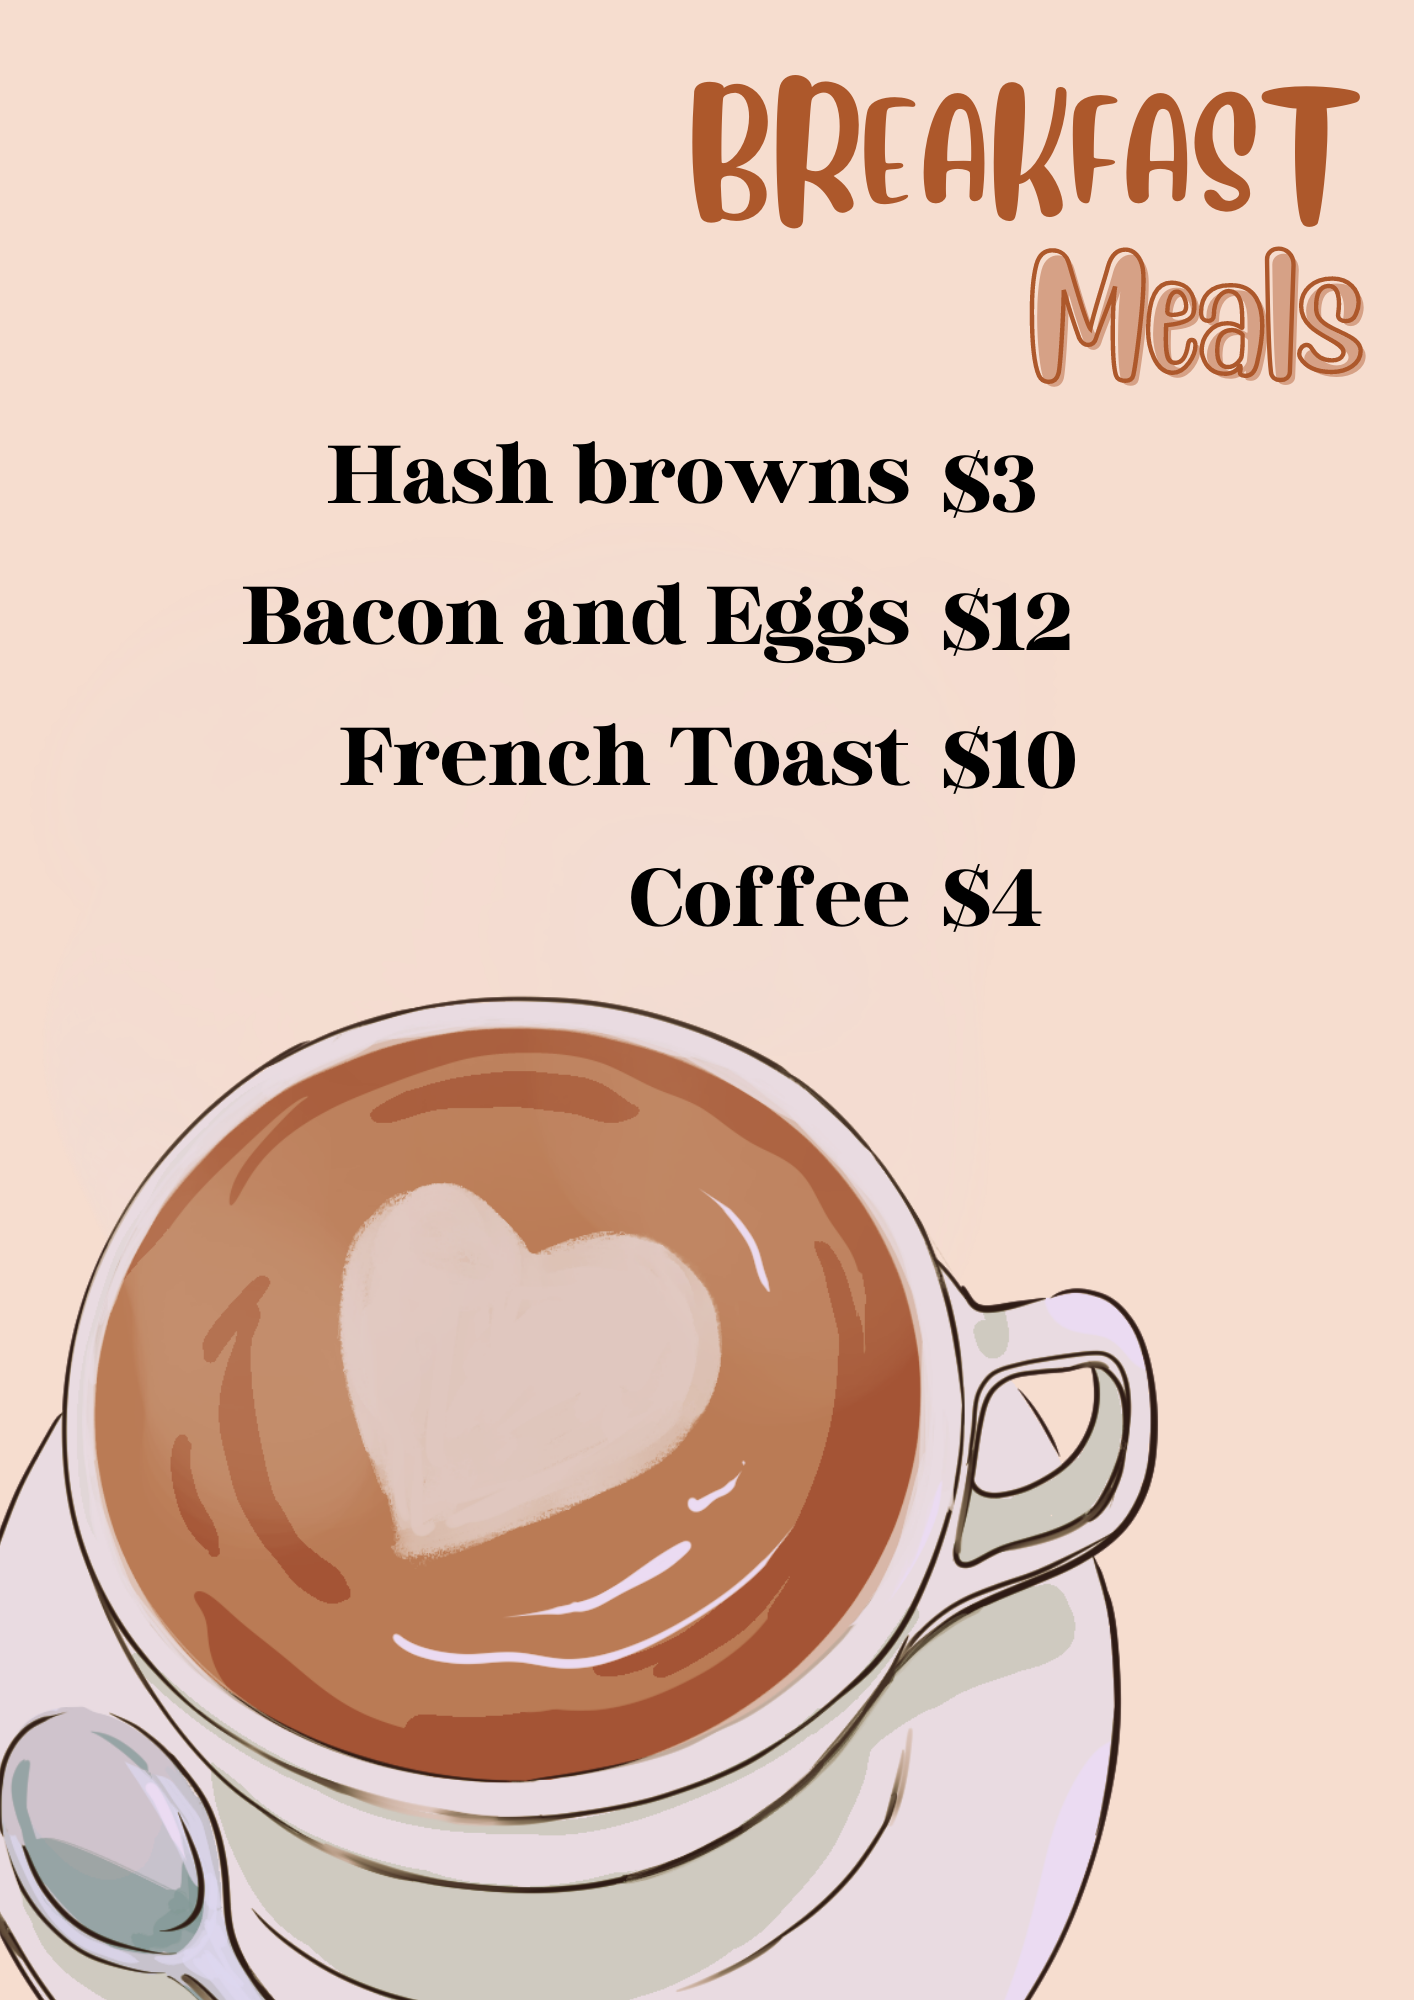 BREAKFAST
Meals
Hash browns $3
Bacon and Eggs $12
French Toast $10
Coffee $4